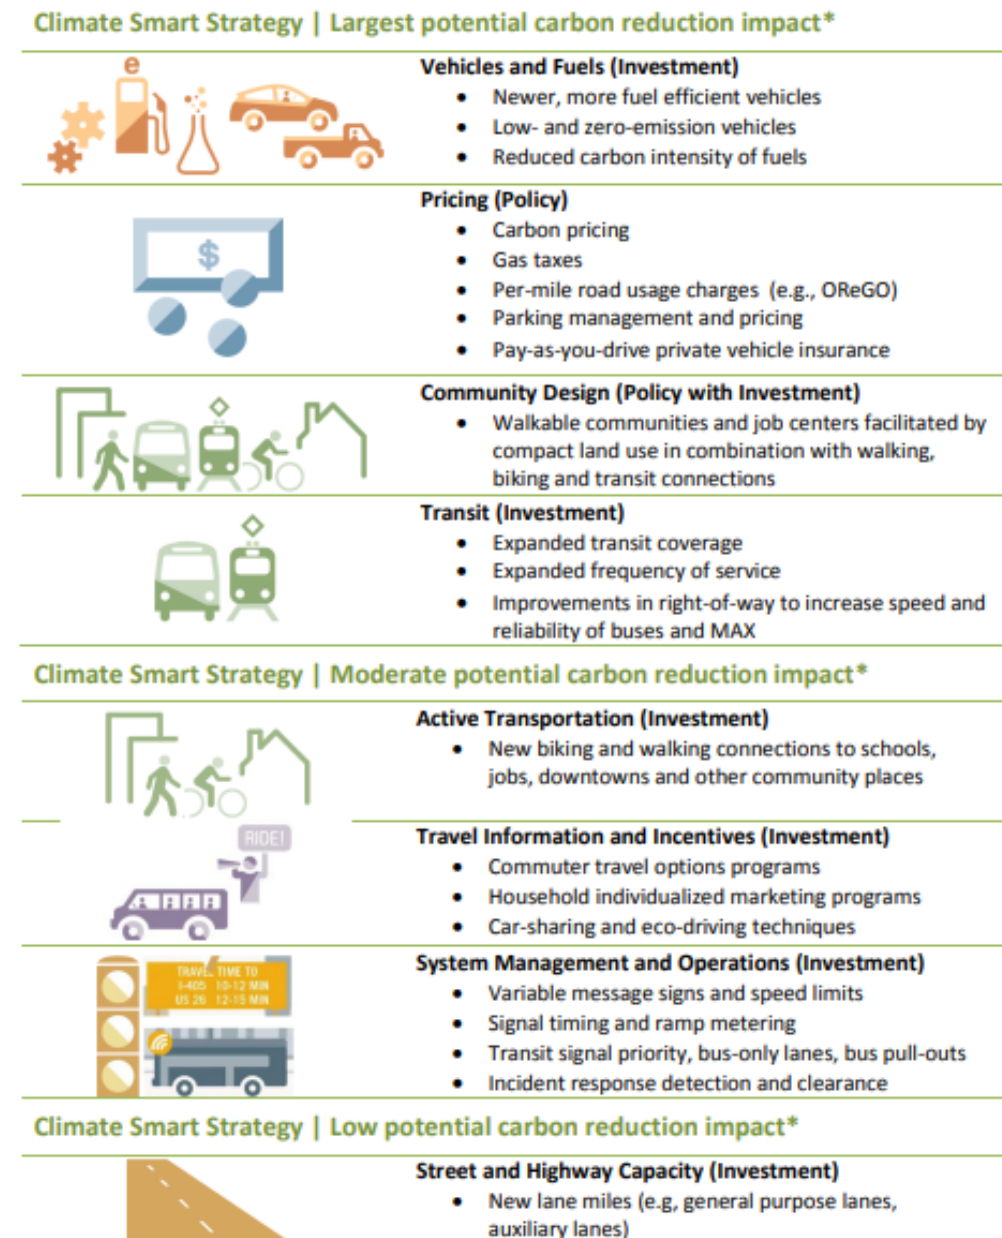 Climate Smart Strategy | Largest potential carbon reduction impact*
e
Vehicles and Fuels (Investment)
• Newer, more fuel efficient vehicles
• Low- and zero-emission vehicles
• Reduced carbon intensity of fuels
$
Pricing (Policy)
• Carbon pricing
• Gas taxes
• Per-mile road usage charges (e.g., OReGO)
• Parking management and pricing
• Pay-as-you-drive private vehicle insurance
Community Design (Policy with Investment)
• Walkable communities and job centers facilitated by
compact land use in combination with walking,
biking and transit connections
Transit (Investment)
• Expanded transit coverage
• Expanded frequency of service
• Improvements in right-of-way to increase speed and
reliability of buses and MAX
Climate Smart Strategy | Moderate potential carbon reduction impact*
Active Transportation (Investment)
• New biking and walking connections to schools,
jobs, downtowns and other community places
RIDE!
Travel Information and Incentives (Investment)
• Commuter travel options programs
• Household individualized marketing programs
• Car-sharing and eco-driving techniques
TRAVEL TIME TO
I-405 10-12 MIN
US 26 12-15 MIN
System Management and Operations (Investment)
• Variable message signs and speed limits
• Signal timing and ramp metering
• Transit signal priority, bus-only lanes, bus pull-outs
• Incident response detection and clearance
Climate Smart Strategy | Low potential carbon reduction impact*
Street and Highway Capacity (Investment)
• New lane miles (e.g, general purpose lanes,
auxiliary lanes)